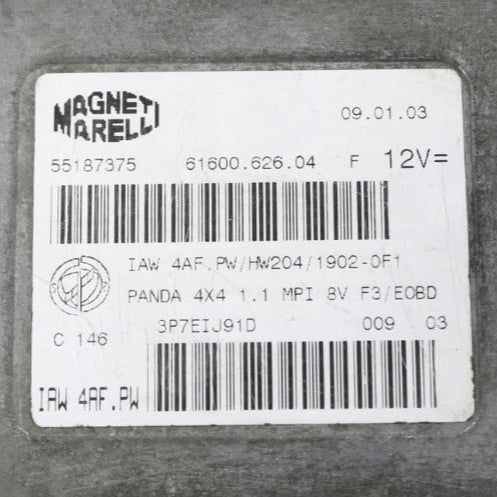 MAGNETI
MARELLI
09.01.03
55187375 61600.626.04 F 12V=
IAW 4AF.PW/HW204/1902-0F1
PANDA 4X4 1.1 MPI 8V F3/EOBD
3P7EIJ91D 009 03
C 146
IAW 4AF.PW